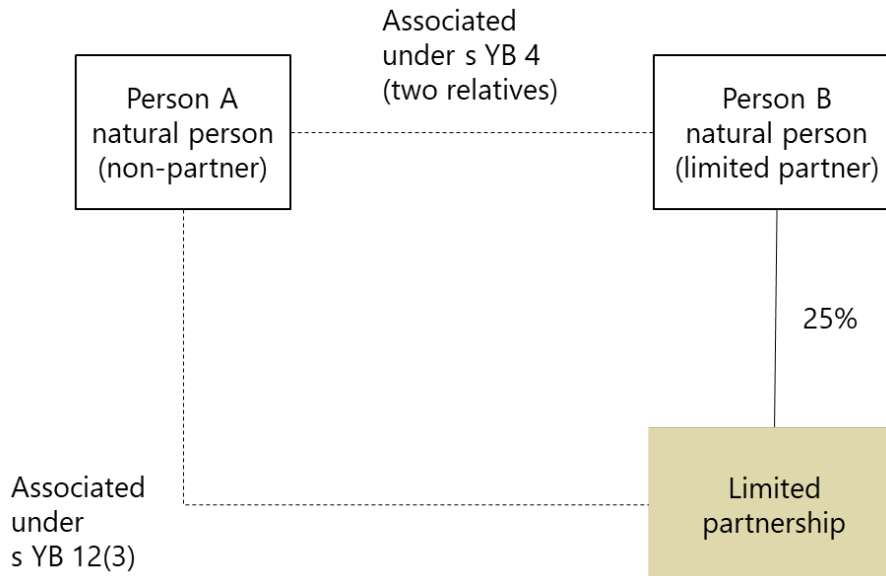 Associated
under s YB 4
(two relatives)
Person A
natural person
(non-partner)
Person B
natural person
(limited partner)
25%
Associated
under
s YB 12(3)
Limited
partnership